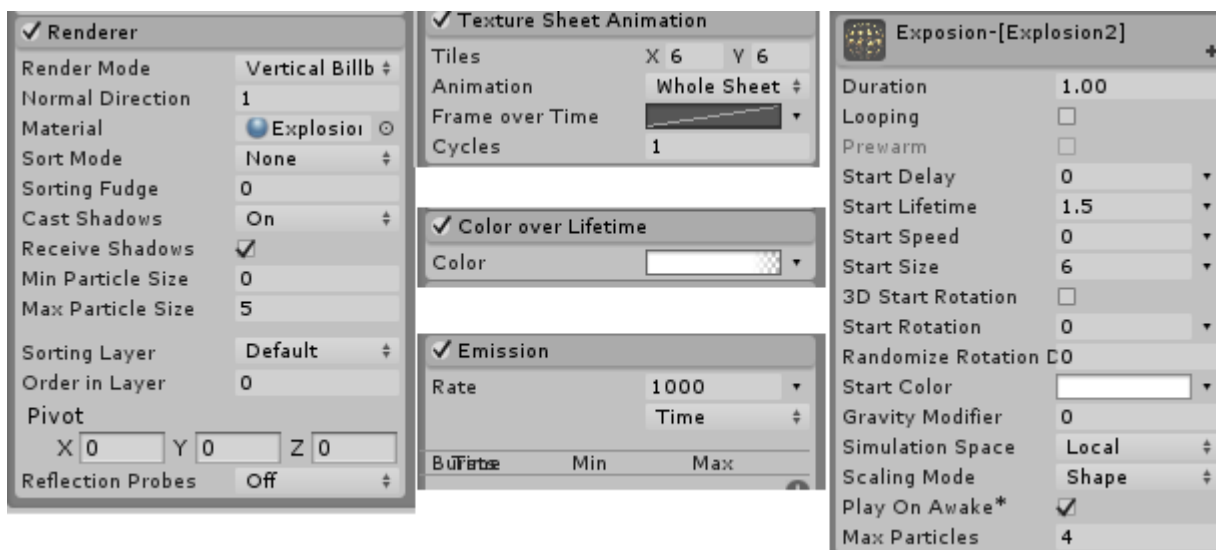 Renderer
Render Mode Vertical Billb
Normal Direction 1
Material Explosior
Sort Mode None
Sorting Fudge 0
Cast Shadows On
Receive Shadows
Min Particle Size 0
Max Particle Size 5
Sorting Layer Default
Order in Layer 0
Pivot
X 0 Y 0 Z 0
Reflection Probes Off
Texture Sheet Animation
Tiles X 6 Y 6
Animation Whole Sheet
Frame over Time
Cycles 1
Color over Lifetime
Color
Emission
Rate 1000
Time
Min Max
Exposion-[Explosion2]
Duration 1.00
Looping
Prewarm
Start Delay 0
Start Lifetime 1.5
Start Speed 0
Start Size 6
3D Start Rotation
Start Rotation 0
Randomize Rotation D 0
Start Color
Gravity Modifier 0
Simulation Space Local
Scaling Mode Shape
Play On Awake*
Max Particles 4